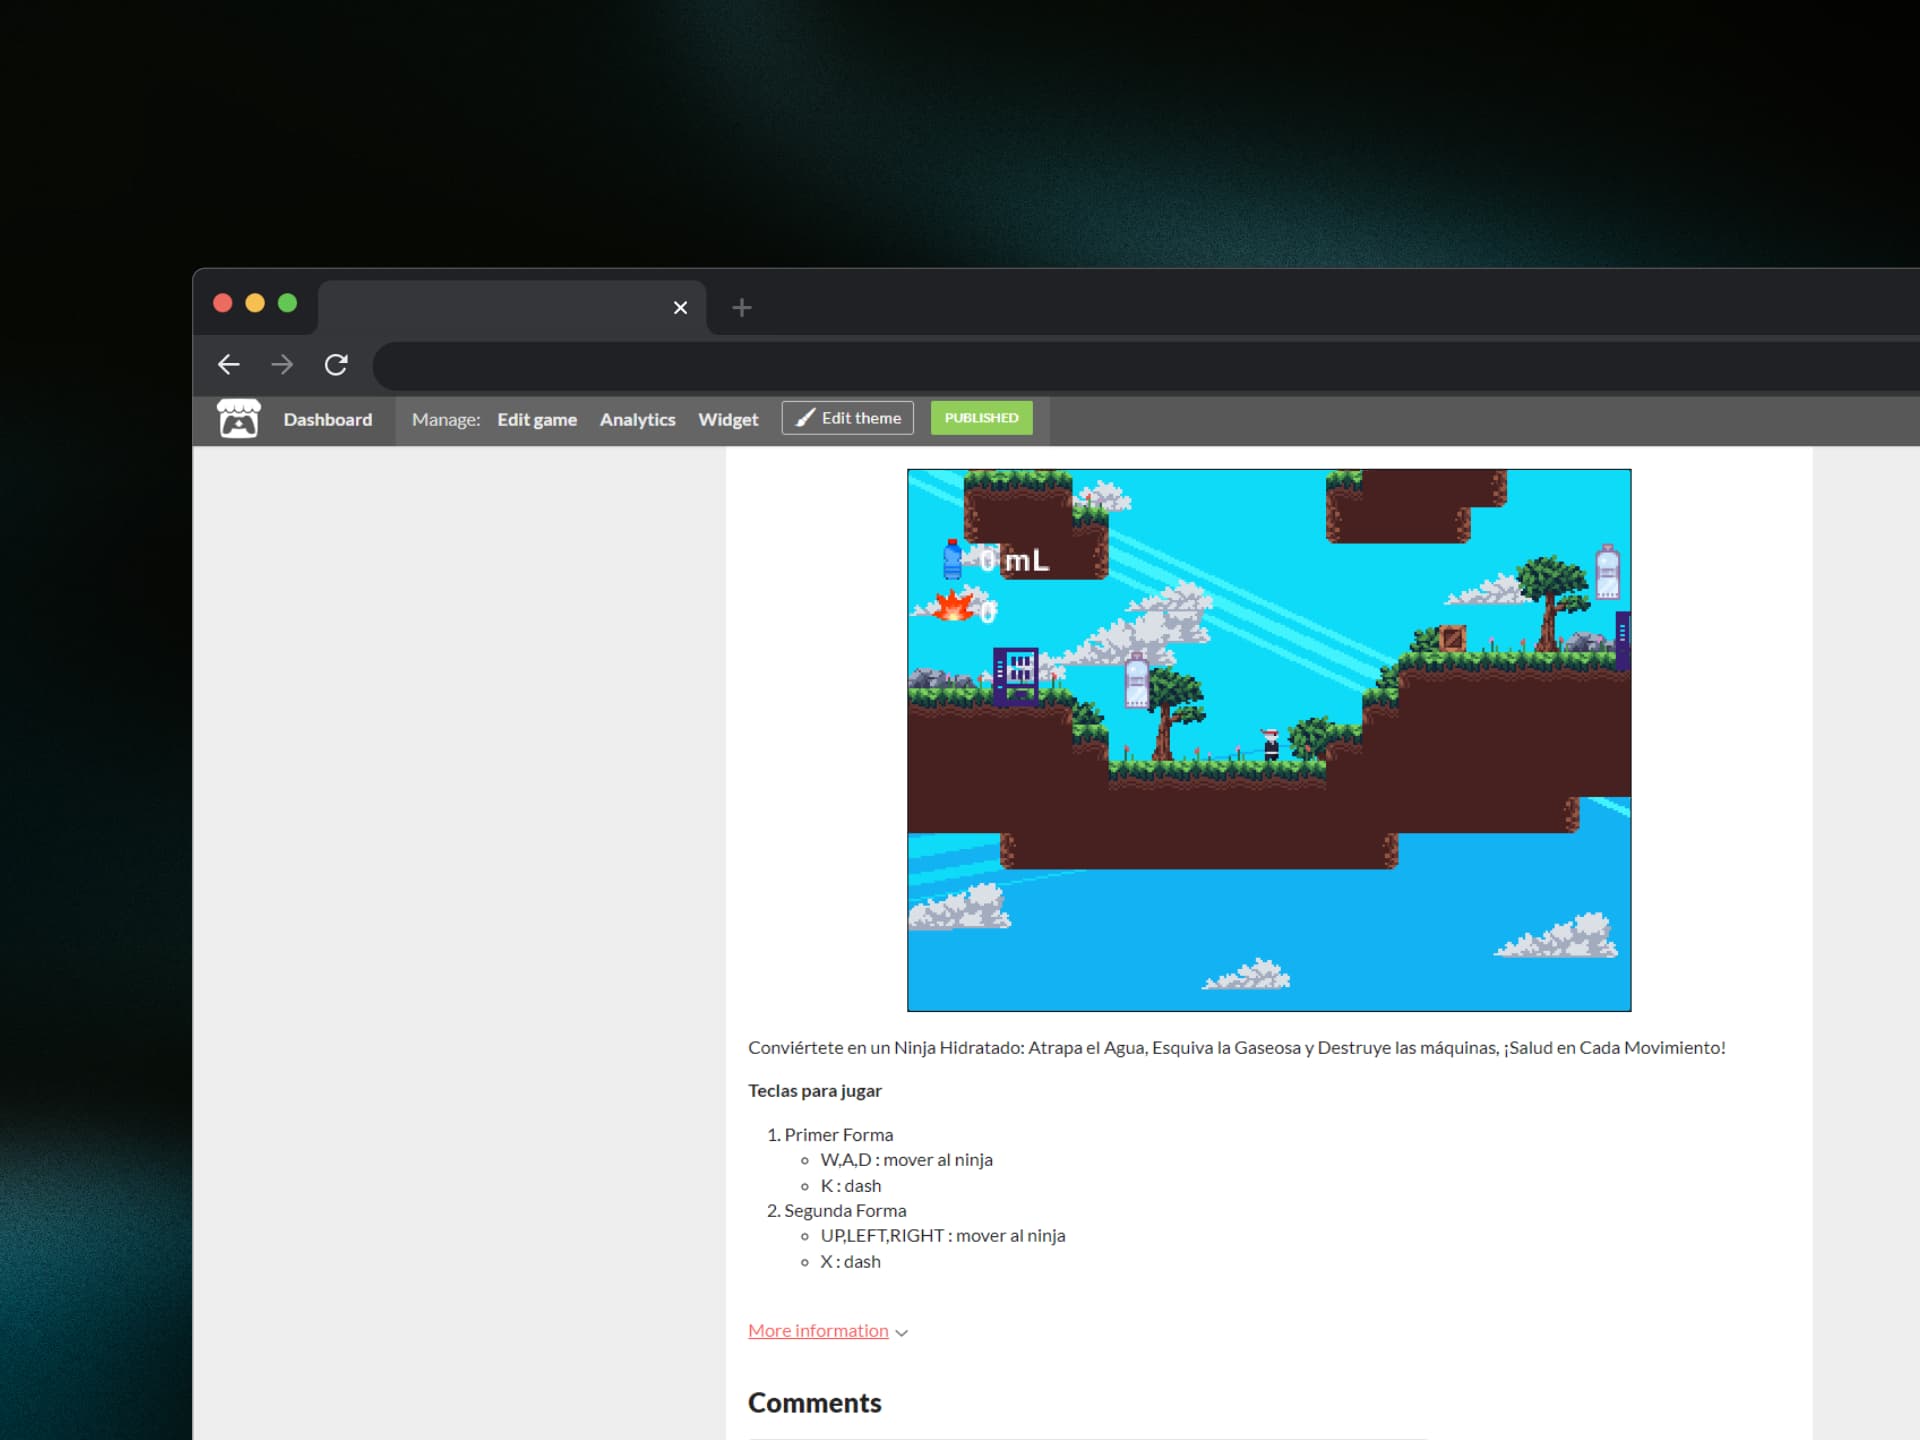 Dashboard Manage: Edit game Analytics Widget Edit theme PUBLISHED
0 mL
0
Conviértete en un Ninja Hidratado: Atrapa el Agua, Esquiva la Gaseosa y Destruye las máquinas, ¡Salud en Cada Movimiento!
Teclas para jugar
1. Primer Forma
W,A,D : mover al ninja
K : dash
2. Segunda Forma
UP,LEFT,RIGHT : mover al ninja
X : dash
More information
Comments